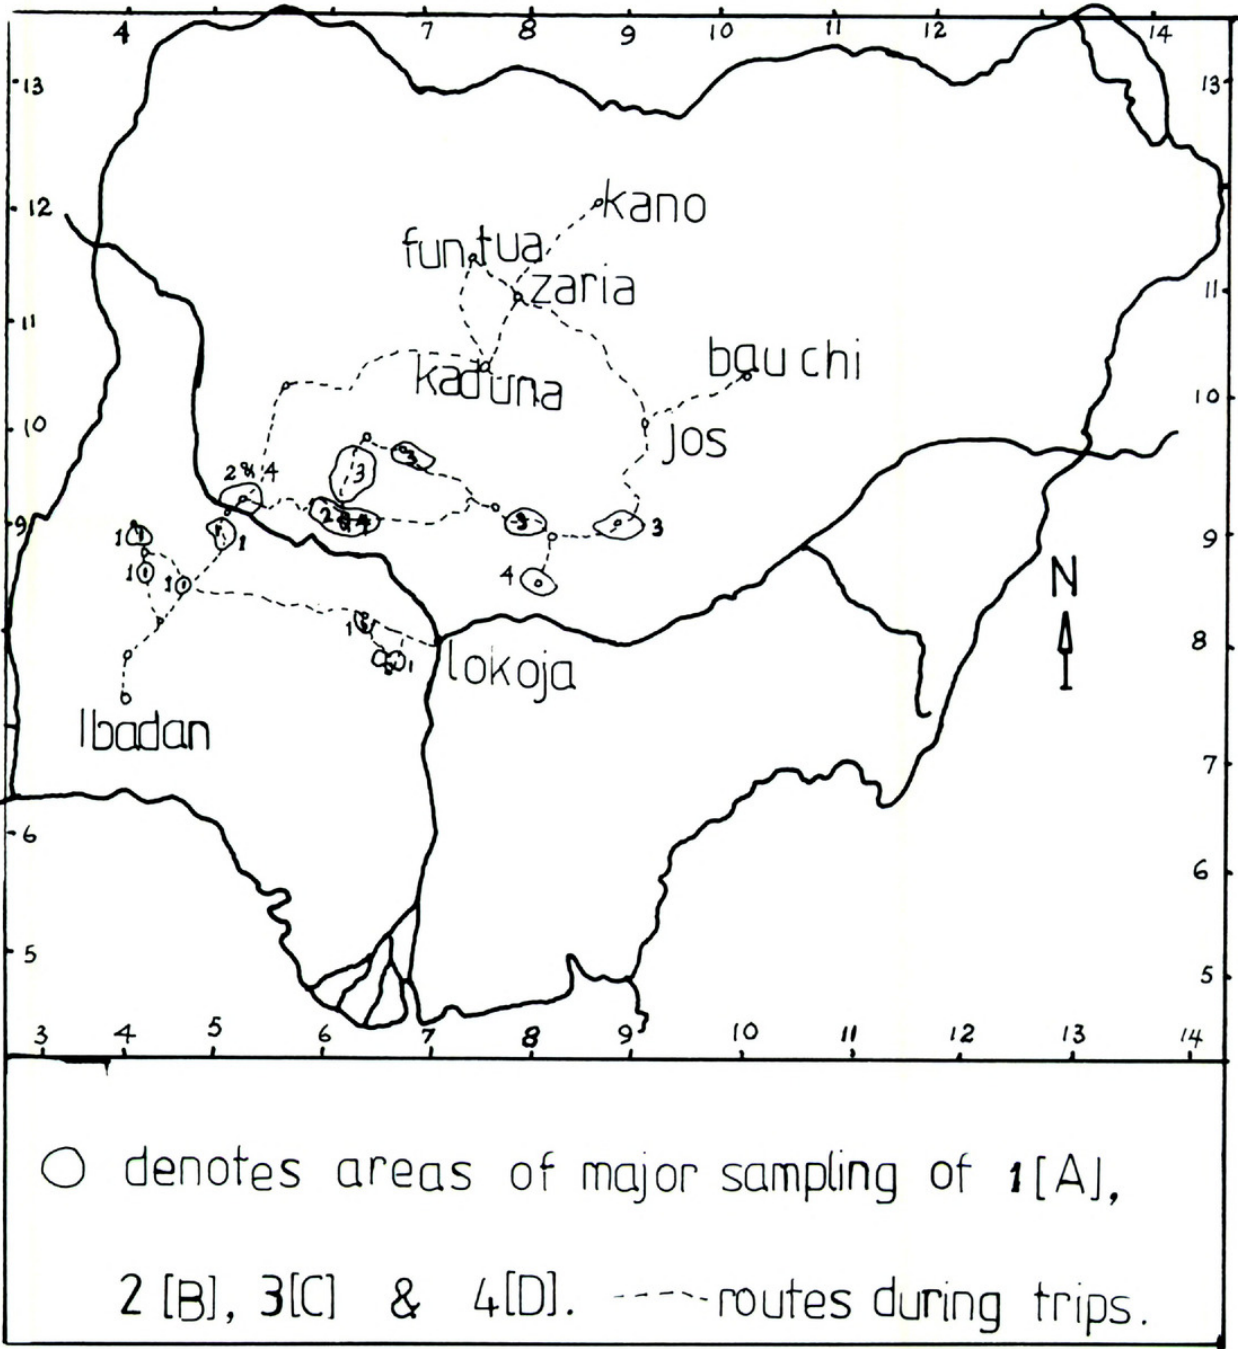 4 7 8 9 10 11 12 14
13 13
kano
12
funtua
zaria
11 11
bauchi
kaduna
10 10
jos
2 & 4 3 3
9 1 1 2 & 4 3 3 9
1 1 4
N
1 1
8
lokoja
Ibadan
7
6
6
5 5
3 4 5 6 7 8 9 10 11 12 13 14
denotes areas of major sampling of 1[A],
2 [B], 3[C] & 4[D]. ----- routes during trips.